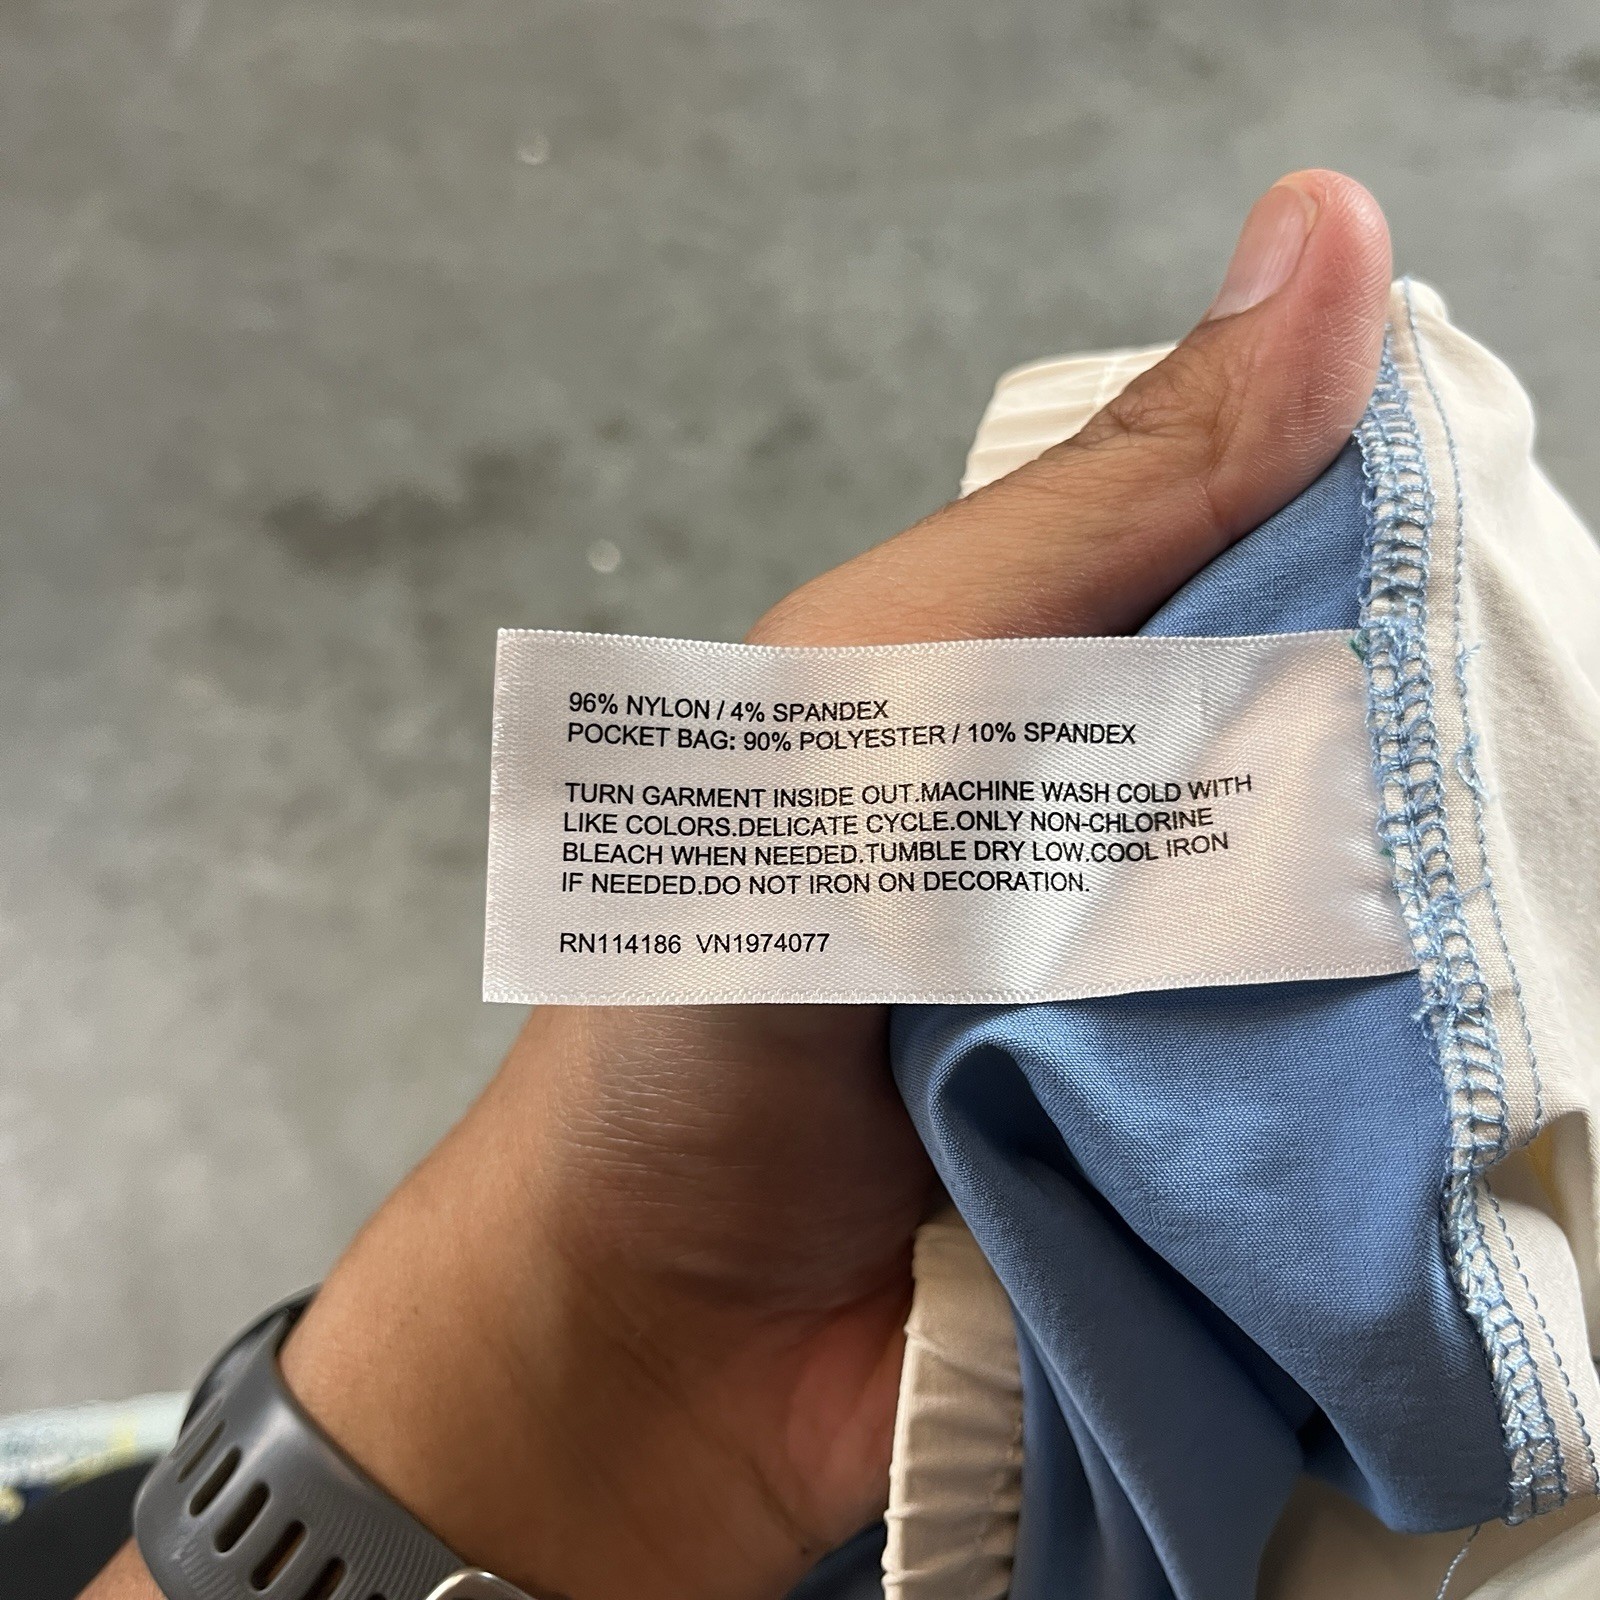 96% NYLON / 4% SPANDEX
POCKET BAG: 90% POLYESTER / 10% SPANDEX
TURN GARMENT INSIDE OUT.MACHINE WASH COLD WITH
LIKE COLORS.DELICATE CYCLE.ONLY NON-CHLORINE
BLEACH WHEN NEEDED.TUMBLE DRY LOW.COOL IRON
IF NEEDED.DO NOT IRON ON DECORATION.
RN114186 VN1974077